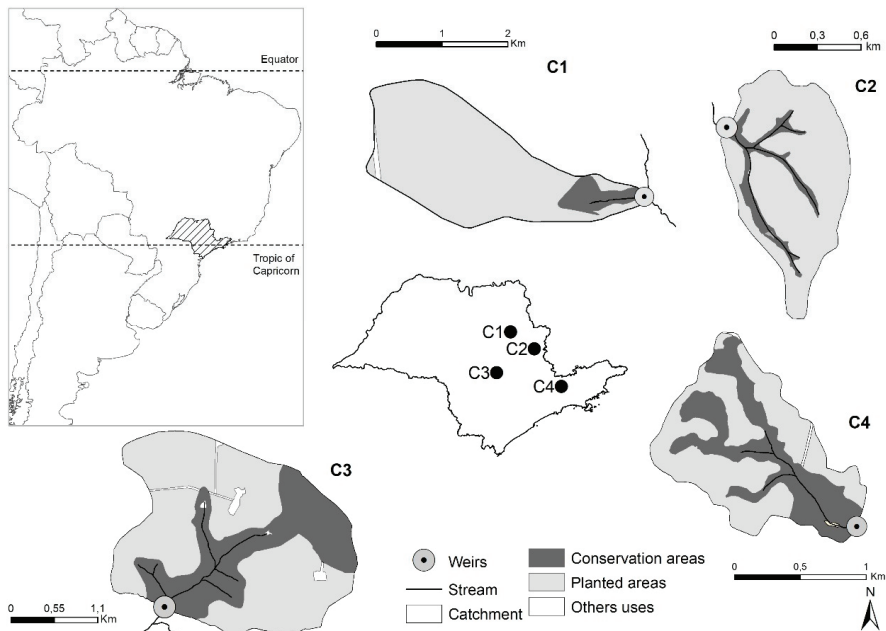 Equator
Tropic of
Capricorn
0 1 2
Km
C1
0 0,3 0,6
Km
C2
C1
C2
C3
C4
C4
C3
0 0,55 1,1
Km
Weirs
Stream
Catchment
Conservation areas
Planted areas
Others uses
0 0,5 1
Km
N